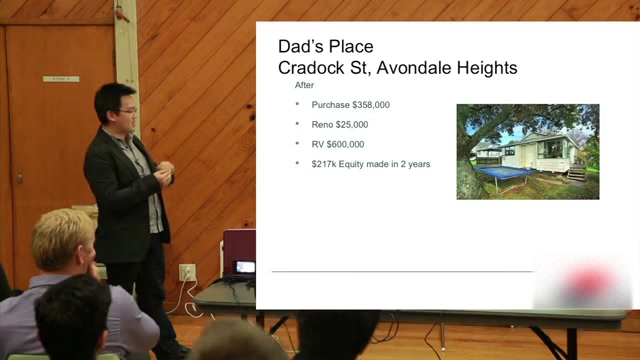 Dad's Place
Cradock St, Avondale Heights
After
• Purchase $358,000
• Reno $25,000
• RV $600,000
• $217k Equity made in 2 years